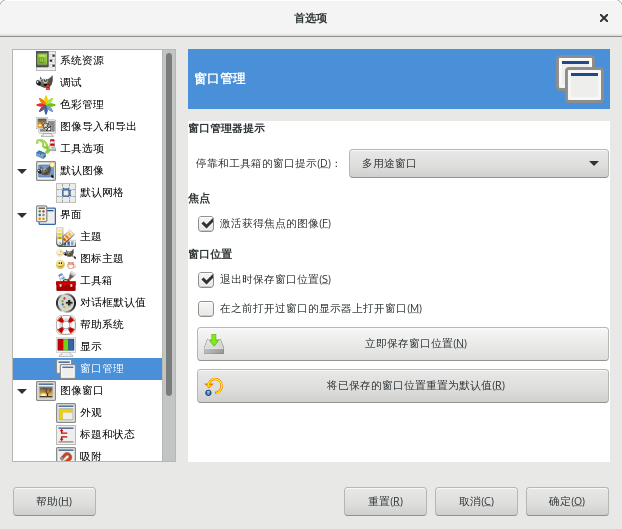 首选项
系统资源
调试
色彩管理
图像导入和导出
工具选项
默认图像
默认网格
界面
主题
图标主题
工具箱
对话框默认值
帮助系统
显示
窗口管理
图像窗口
外观
标题和状态
吸附
窗口管理
窗口管理器提示
停靠和工具箱的窗口提示(D)：
多用途窗口
焦点
激活获得焦点的图像(F)
窗口位置
退出时保存窗口位置(S)
在之前打开过窗口的显示器上打开窗口(M)
立即保存窗口位置(N)
将已保存的窗口位置重置为默认值(R)
帮助(H)
重置(R)
取消(C)
确定(O)